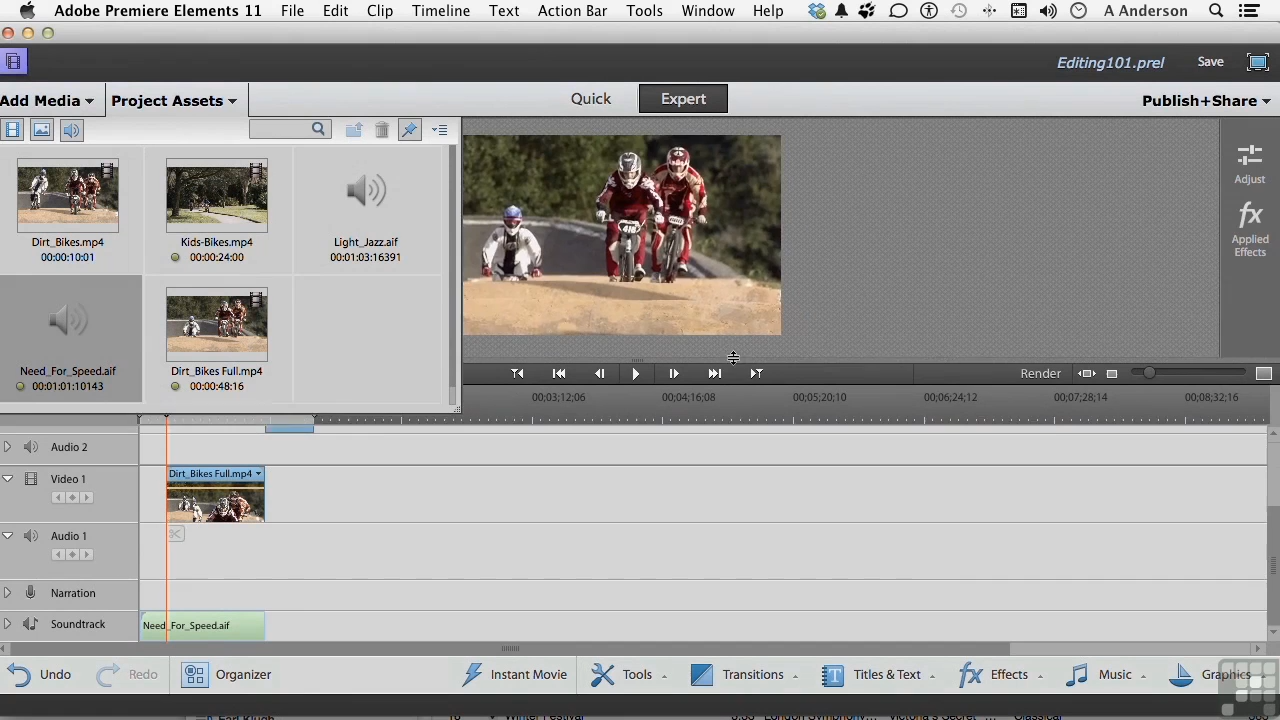 Adobe Premiere Elements 11 File Edit Clip Timeline Text Action Bar Tools Window Help A Anderson
Editing101.prel Save
Add Media Project Assets Quick Expert Publish+Share
Adjust
Applied
Effects
Dirt_Bikes.mp4
00:00:10:01
Kids-Bikes.mp4
00:00:24:00
Light_Jazz.aif
00:01:03:16391
Need_For_Speed.aif
00:01:01:10143
Dirt_Bikes Full.mp4
00:00:48:16
416
Render
00;03;12;06 00;04;16;08 00;05;20;10 00;06;24;12 00;07;28;14 00;08;32;16
Audio 2
Video 1
Dirt_Bikes Full.mp4
Audio 1
Narration
Soundtrack
Need_For_Speed.aif
Undo Redo Organizer Instant Movie Tools Transitions Titles & Text Effects Music Graphics